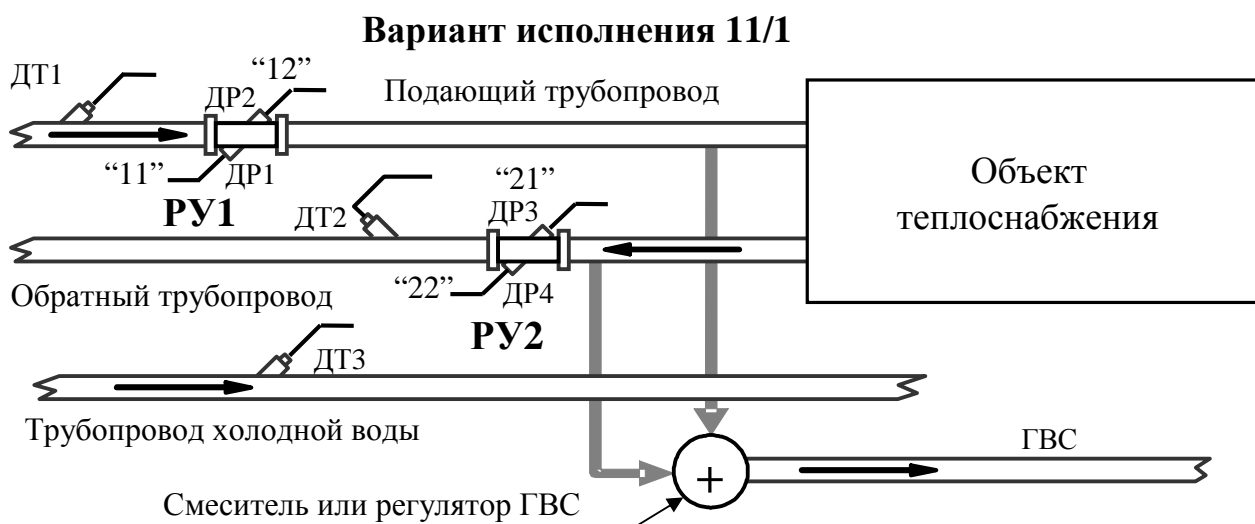 Вариант исполнения 11/1
ДТ1
“12”
ДР2
Подающий трубопровод
“11”
ДР1
РУ1
Объект
теплоснабжения
“21”
ДТ2
ДР3
“22”
ДР4
Обратный трубопровод
РУ2
ДТ3
Трубопровод холодной воды
ГВС
+
Смеситель или регулятор ГВС